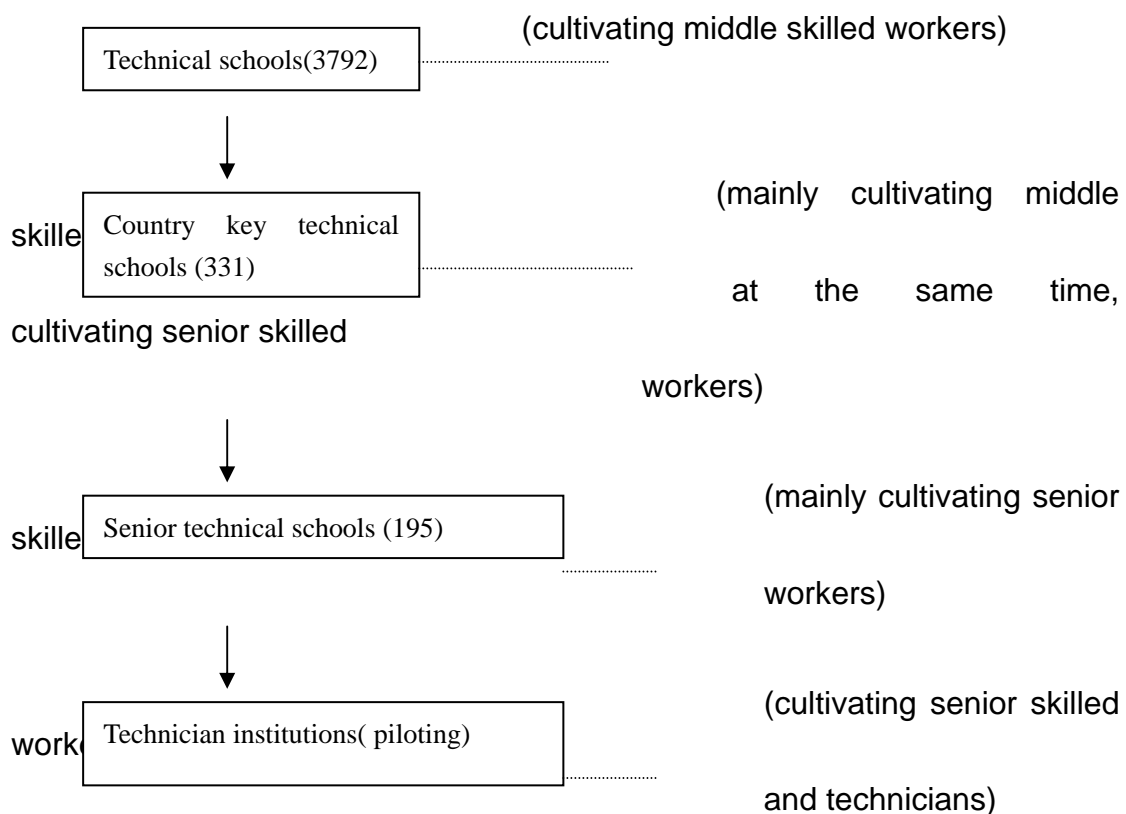 (cultivating middle skilled workers)
Technical schools(3792)
(mainly cultivating middle
skille
Country key technical
schools (331)
at the same time,
cultivating senior skilled
workers)
(mainly cultivating senior
skille
Senior technical schools (195)
workers)
(cultivating senior skilled
work
Technician institutions( piloting)
and technicians)